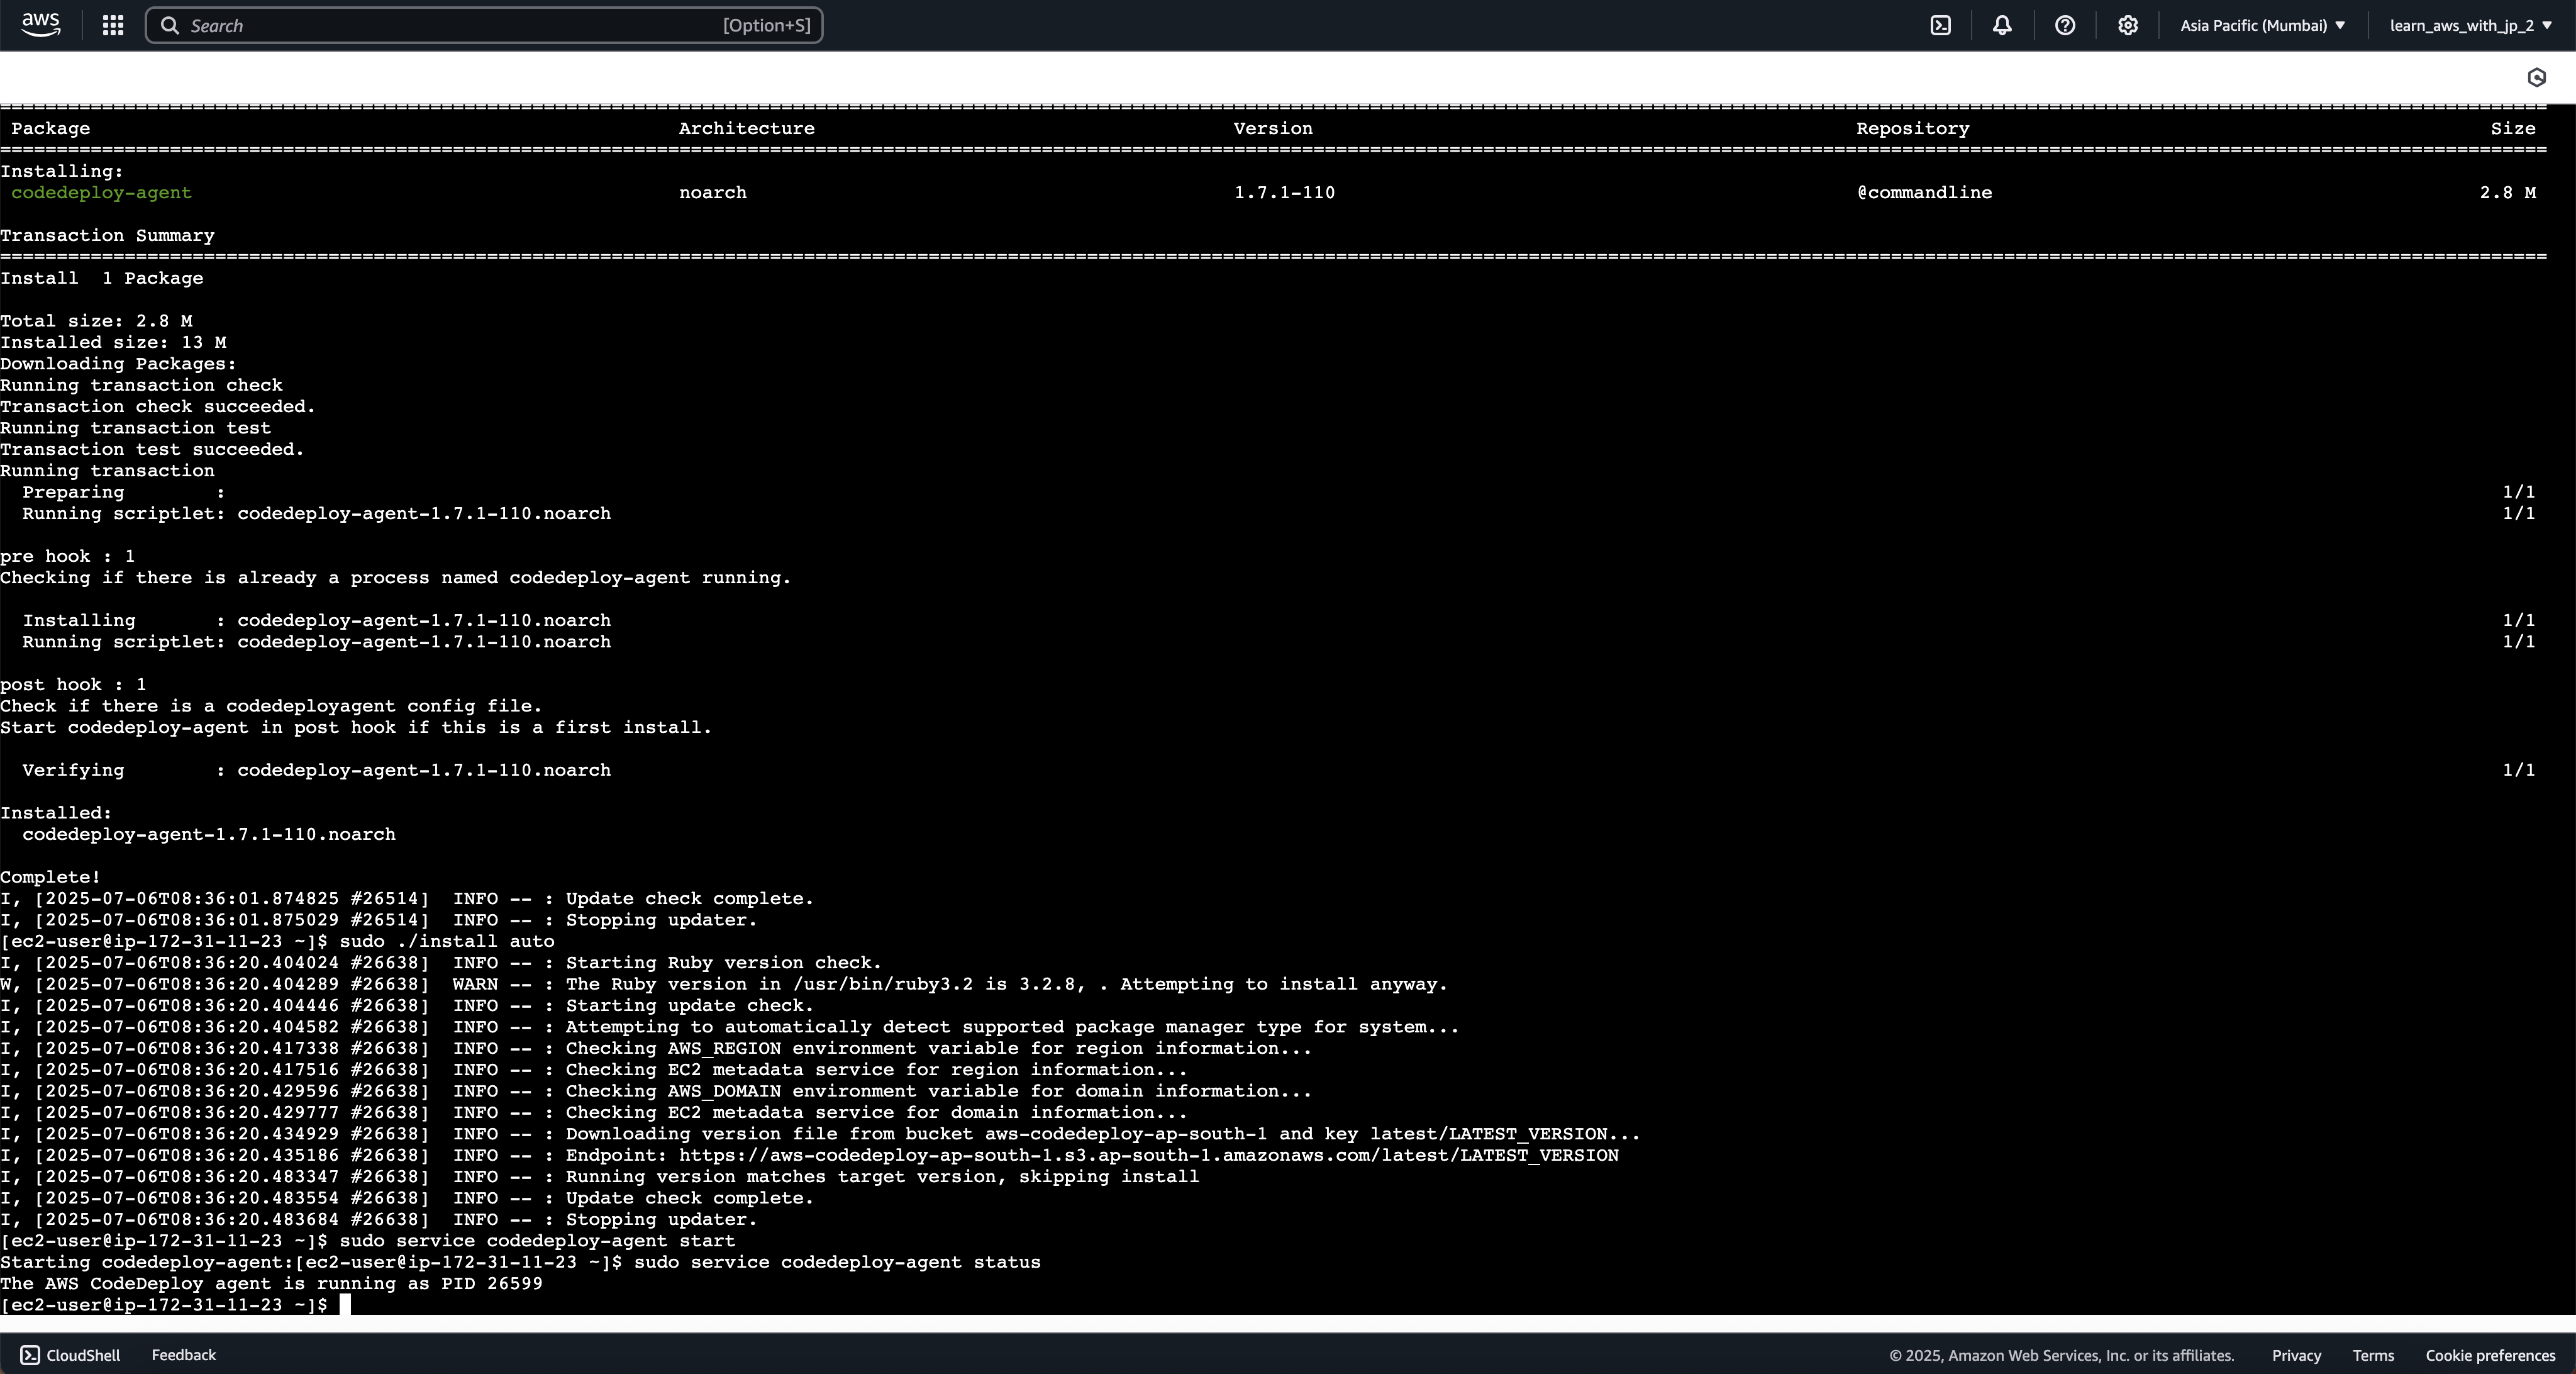 aws Search [Option+S] Asia Pacific (Mumbai) learn_aws_with_jp_2
Package Architecture Version Repository Size
Installing:
codedeploy-agent noarch 1.7.1-110 @commandline 2.8 M
Transaction Summary
Install 1 Package
Total size: 2.8 M
Installed size: 13 M
Downloading Packages:
Running transaction check
Transaction check succeeded.
Running transaction test
Transaction test succeeded.
Running transaction
Preparing : 1/1
Running scriptlet: codedeploy-agent-1.7.1-110.noarch 1/1
pre hook : 1
Checking if there is already a process named codedeploy-agent running.
Installing : codedeploy-agent-1.7.1-110.noarch 1/1
Running scriptlet: codedeploy-agent-1.7.1-110.noarch 1/1
post hook : 1
Check if there is a codedeployagent config file.
Start codedeploy-agent in post hook if this is a first install.
Verifying : codedeploy-agent-1.7.1-110.noarch 1/1
Installed:
codedeploy-agent-1.7.1-110.noarch
Complete!
I, [2025-07-06T08:36:01.874825 #26514] INFO -- : Update check complete.
I, [2025-07-06T08:36:01.875029 #26514] INFO -- : Stopping updater.
[ec2-user@ip-172-31-11-23 ~]$ sudo ./install auto
I, [2025-07-06T08:36:20.404024 #26638] INFO -- : Starting Ruby version check.
W, [2025-07-06T08:36:20.404289 #26638] WARN -- : The Ruby version in /usr/bin/ruby3.2 is 3.2.8, . Attempting to install anyway.
I, [2025-07-06T08:36:20.404446 #26638] INFO -- : Starting update check.
I, [2025-07-06T08:36:20.404582 #26638] INFO -- : Attempting to automatically detect supported package manager type for system...
I, [2025-07-06T08:36:20.417338 #26638] INFO -- : Checking AWS_REGION environment variable for region information...
I, [2025-07-06T08:36:20.417516 #26638] INFO -- : Checking EC2 metadata service for region information...
I, [2025-07-06T08:36:20.429596 #26638] INFO -- : Checking AWS_DOMAIN environment variable for domain information...
I, [2025-07-06T08:36:20.429777 #26638] INFO -- : Checking EC2 metadata service for domain information...
I, [2025-07-06T08:36:20.434929 #26638] INFO -- : Downloading version file from bucket aws-codedeploy-ap-south-1 and key latest/LATEST_VERSION...
I, [2025-07-06T08:36:20.435186 #26638] INFO -- : Endpoint: https://aws-codedeploy-ap-south-1.s3.ap-south-1.amazonaws.com/latest/LATEST_VERSION
I, [2025-07-06T08:36:20.483347 #26638] INFO -- : Running version matches target version, skipping install
I, [2025-07-06T08:36:20.483554 #26638] INFO -- : Update check complete.
I, [2025-07-06T08:36:20.483684 #26638] INFO -- : Stopping updater.
[ec2-user@ip-172-31-11-23 ~]$ sudo service codedeploy-agent start
Starting codedeploy-agent:[ec2-user@ip-172-31-11-23 ~]$ sudo service codedeploy-agent status
The AWS CodeDeploy agent is running as PID 26599
[ec2-user@ip-172-31-11-23 ~]$
CloudShell Feedback © 2025, Amazon Web Services, Inc. or its affiliates. Privacy Terms Cookie preferences